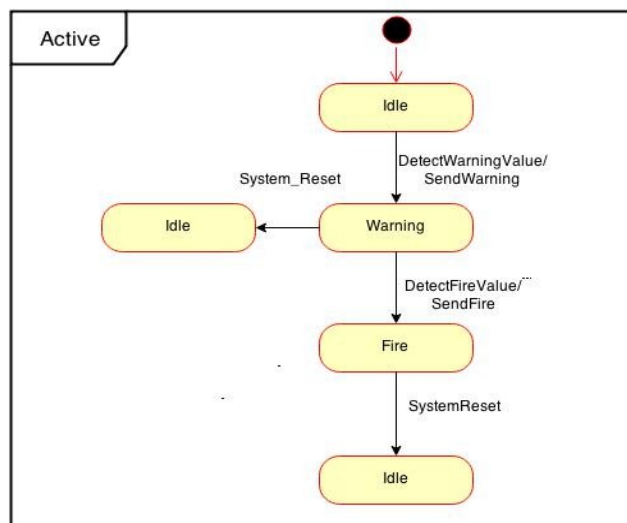 Active
Idle
DetectWarningValue/
SendWarning
System_Reset
Idle
Warning
DetectFireValue/
SendFire
Fire
SystemReset
Idle